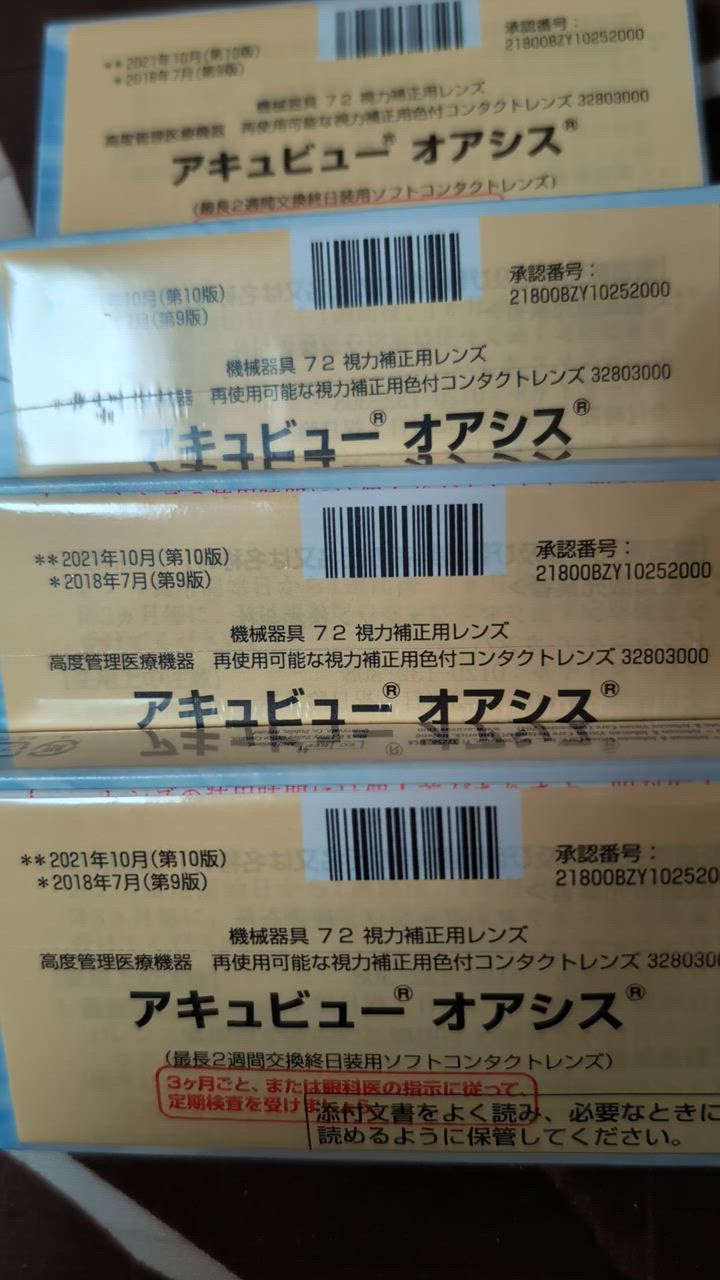 **2021年10月(第10版)
*2018年7月(第9版)
承認番号:
21800BZY10252000
機械器具 72 視力補正用レンズ
高度管理医療機器 再使用可能な視力補正用色付コンタクトレンズ 32803000
アキュビュー® オアシス®
(最長2週間交換終日装用ソフトコンタクトレンズ)
10月(第10版)
月(第9版)
承認番号:
21800BZY10252000
機械器具 72 視力補正用レンズ
器 再使用可能な視力補正用色付コンタクトレンズ 32803000
アキュビュー® オアシス®
**2021年10月(第10版)
*2018年7月(第9版)
承認番号:
21800BZY10252000
機械器具 72 視力補正用レンズ
高度管理医療機器 再使用可能な視力補正用色付コンタクトレンズ 32803000
アキュビュー® オアシス®
**2021年10月(第10版)
*2018年7月(第9版)
承認番号:
21800BZY102520
機械器具 72 視力補正用レンズ
高度管理医療機器 再使用可能な視力補正用色付コンタクトレンズ 328030
アキュビュー® オアシス®
(最長2週間交換終日装用ソフトコンタクトレンズ)
3ヶ月ごと、または眼科医の指示に従って、
定期検査を受けましょう
添付文書をよく読み、必要なときに
読めるように保管してください。